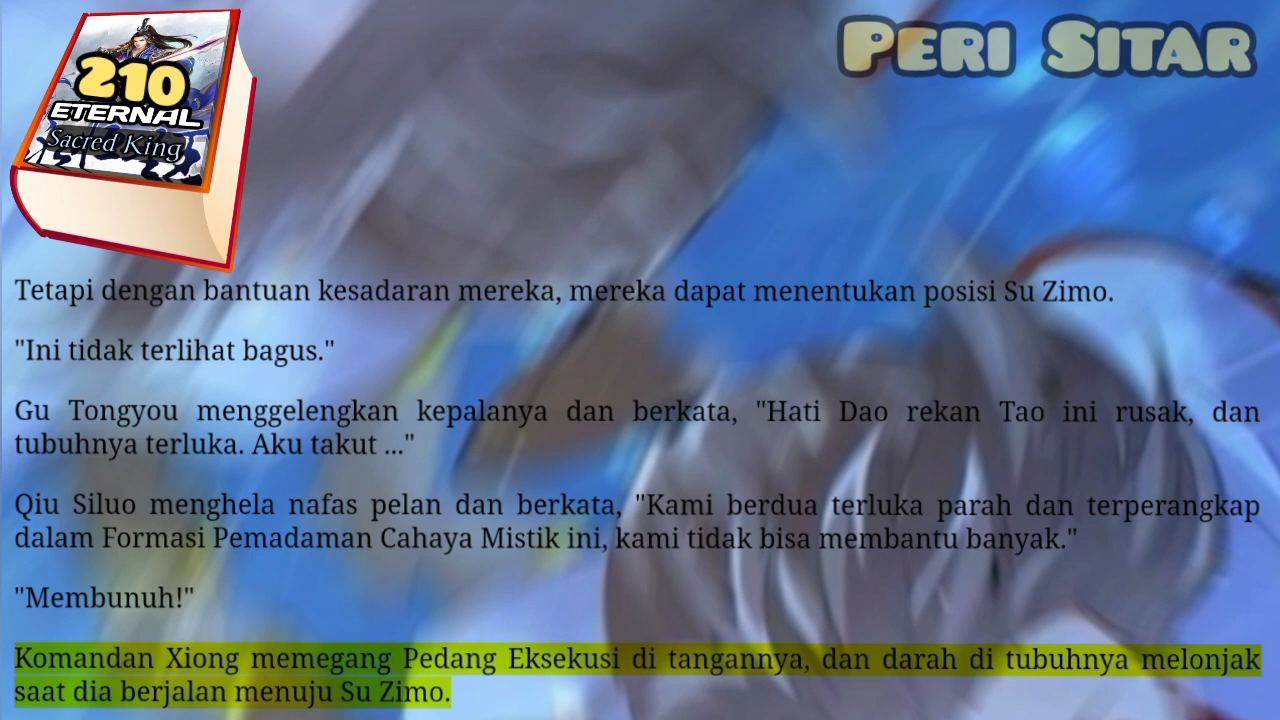 210
ETERNAL
Sacred King
PERI SITAR
Tetapi dengan bantuan kesadaran mereka, mereka dapat menentukan posisi Su Zimo.
"Ini tidak terlihat bagus."
Gu Tongyou menggelengkan kepalanya dan berkata, "Hati Dao rekan Tao ini rusak, dan
tubuhnya terluka. Aku takut ..."
Qiu Siluo menghela nafas pelan dan berkata, "Kami berdua terluka parah dan terperangkap
dalam Formasi Pemadaman Cahaya Mistik ini, kami tidak bisa membantu banyak."
"Membunuh!"
Komandan Xiong memegang Pedang Eksekusi di tangannya, dan darah di tubuhnya melonjak
saat dia berjalan menuju Su Zimo.